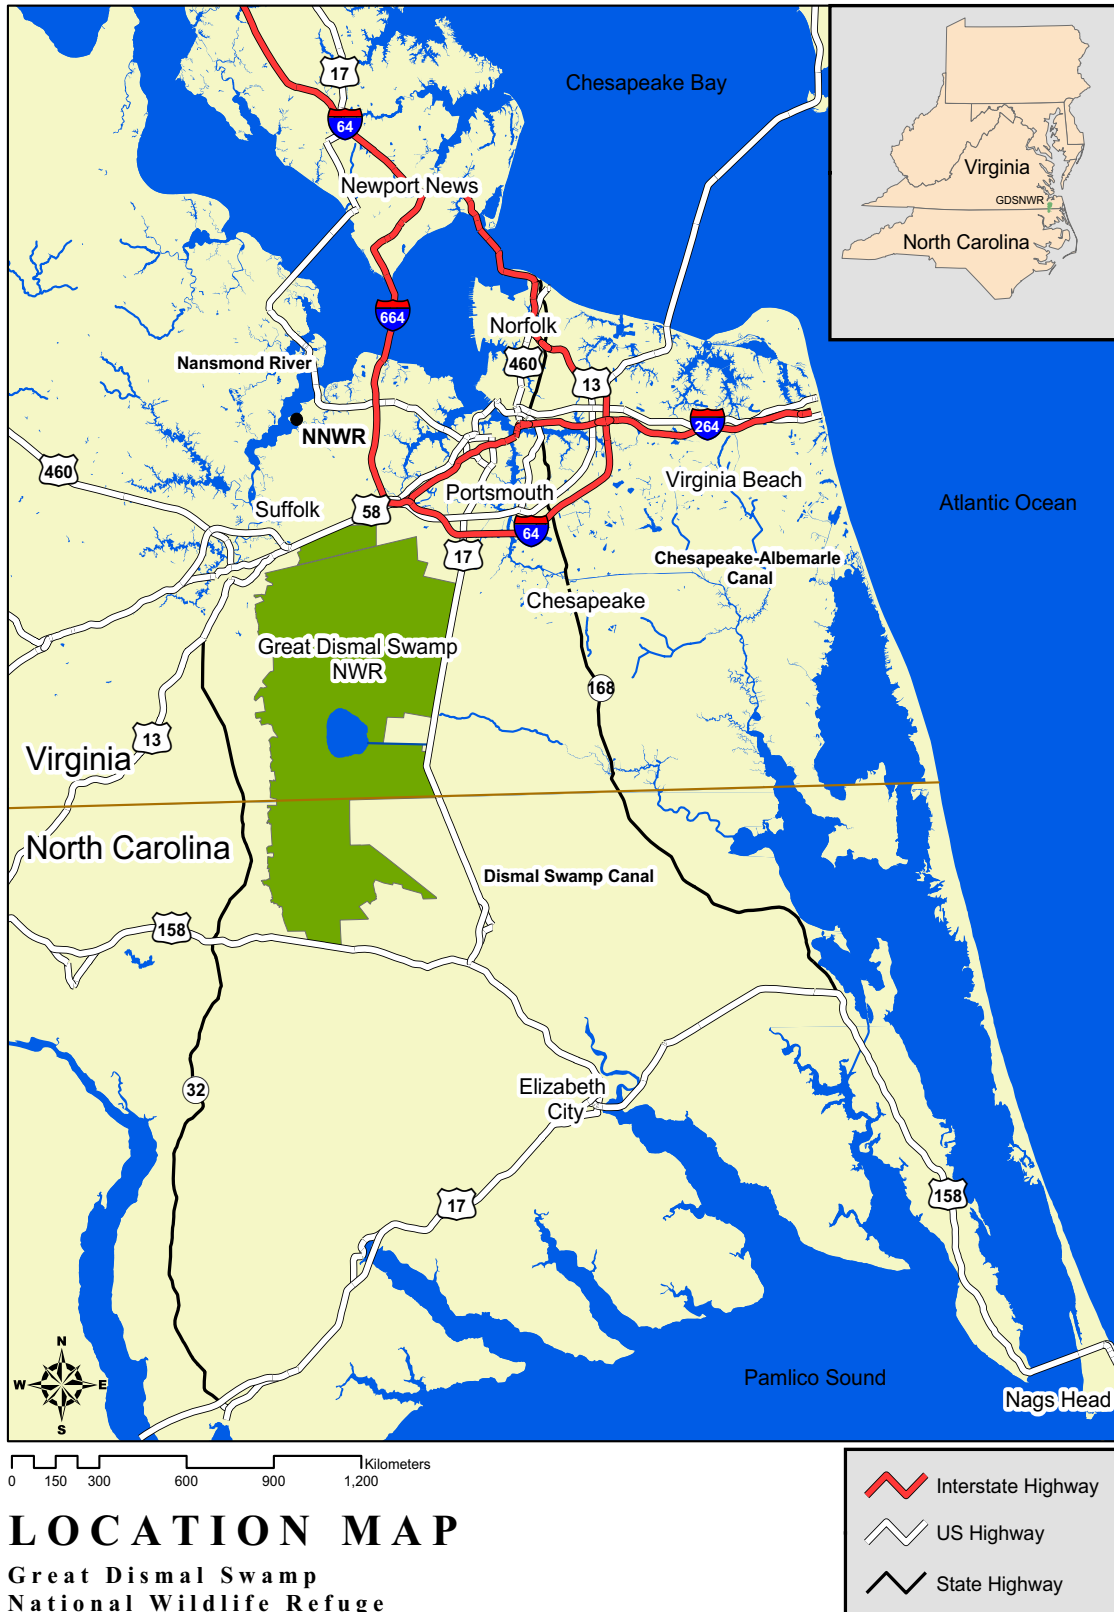 Chesapeake Bay
17
64
Newport News
Virginia
GDSNWR
North Carolina
664
Norfolk
460
13
Nansmond River
NNWR
264
460
Virginia Beach
Portsmouth
Suffolk
58
64
17
Atlantic Ocean
Chesapeake-Albemarle
Canal
Chesapeake
Great Dismal Swamp
NWR
168
13
Virginia
North Carolina
Dismal Swamp Canal
158
32
Elizabeth
City
17
158
N
W
E
S
Pamlico Sound
Nags Head
Kilometers
0 150 300 600 900 1,200
LOCATION MAP
Great Dismal Swamp
National Wildlife Refuge
Interstate Highway
US Highway
State Highway